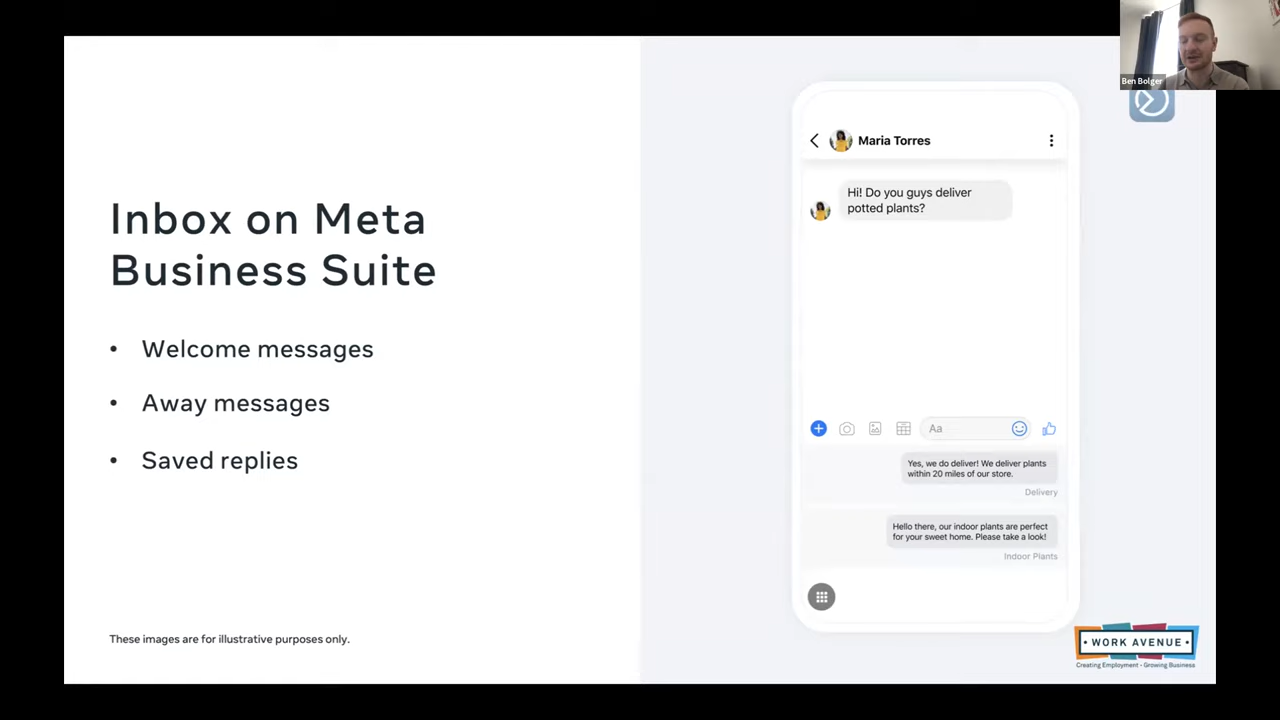 Ben Bolger
Inbox on Meta
Business Suite
• Welcome messages
• Away messages
• Saved replies
These images are for illustrative purposes only.
Maria Torres
Hi! Do you guys deliver
potted plants?
Aa
Yes, we do deliver! We deliver plants
within 20 miles of our store.
Delivery
Hello there, our indoor plants are perfect
for your sweet home. Please take a look!
Indoor Plants
• WORK AVENUE •
Creating Employment • Growing Business